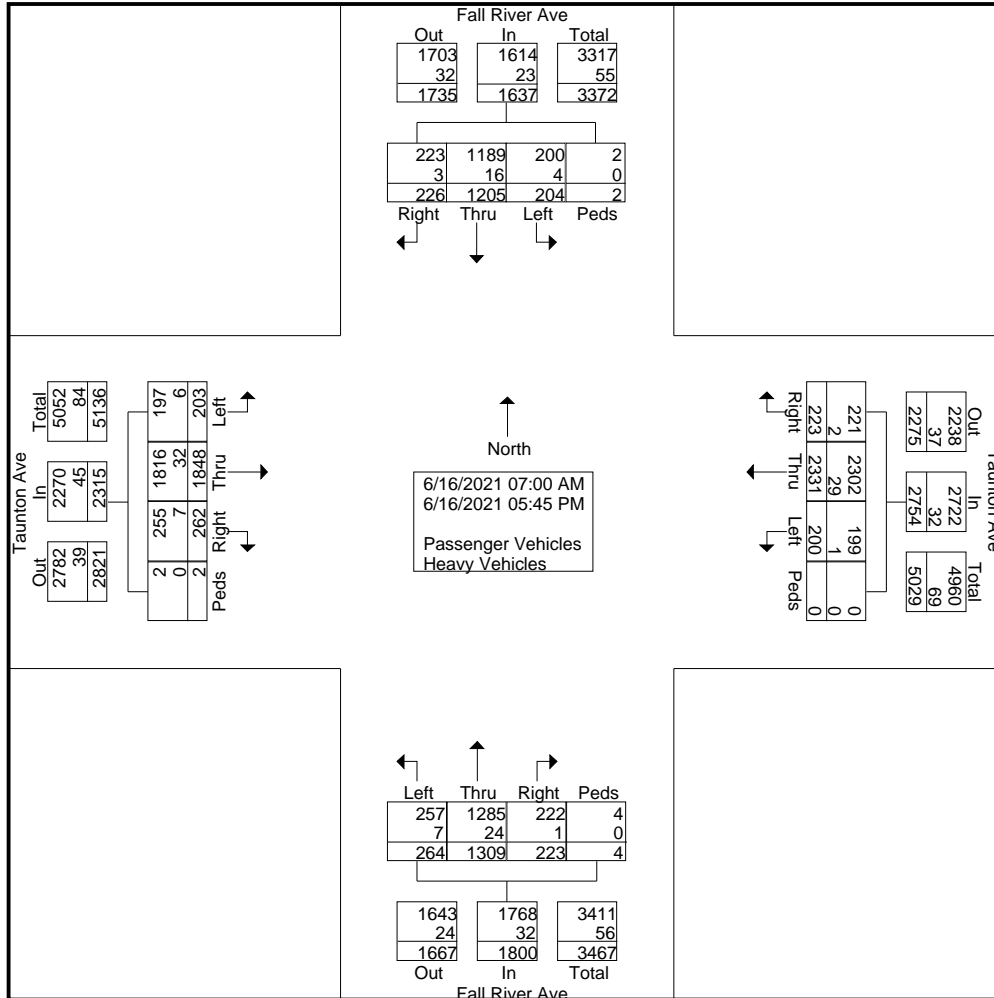 Fall River Ave
Out In Total
1703 1614 3317
32 23 55
1735 1637 3372
223 1189 200 2
3 16 4 0
226 1205 204 2
Right Thru Left Peds
Taunton Ave
Total In Out
5052 2270 2782
84 45 39
5136 2315 2821
197 1816 255 2
6 32 7 0
203 1848 262 2
Left Thru Right Peds
North
6/16/2021 07:00 AM
6/16/2021 05:45 PM
Passenger Vehicles
Heavy Vehicles
Taunton Ave
Out In Total
2238 2722 4960
37 32 69
2275 2754 5029
221 2302 199 0
2 29 1 0
223 2331 200 0
Right Thru Left Peds
Left Thru Right Peds
257 1285 222 4
7 24 1 0
264 1309 223 4
1643 1768 3411
24 32 56
1667 1800 3467
Out In Total
Fall River Ave